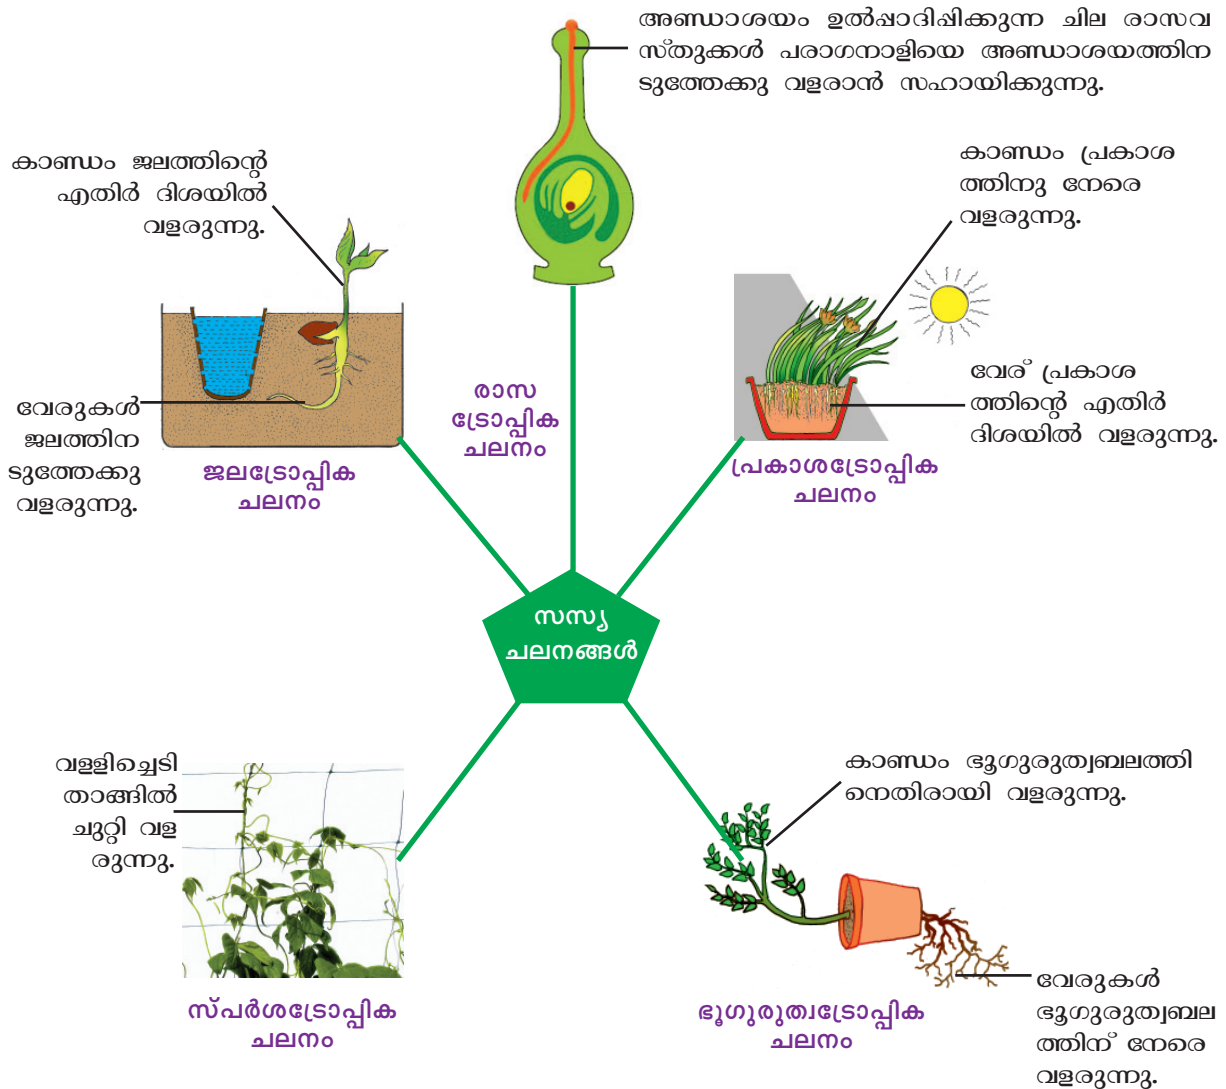 അണ്ഡാശയം ഉൽപ്പാദിപ്പിക്കുന്ന ചില രാസവ
സ്തുക്കൾ പരാഗനാളിയെ അണ്ഡാശയത്തിന
ടുത്തേക്കു വളരാൻ സഹായിക്കുന്നു.
കാണ്ഡം ജലത്തിന്റെ
എതിർ ദിശയിൽ
വളരുന്നു.
കാണ്ഡം പ്രകാശ
ത്തിനു നേരെ
വളരുന്നു.
വേരുകൾ
ജലത്തിന
ടുത്തേക്കു
വളരുന്നു.
ജലട്രോപ്പിക
ചലനം
രാസ
ട്രോപ്പിക
ചലനം
വേര് പ്രകാശ
ത്തിന്റെ എതിർ
ദിശയിൽ വളരുന്നു.
പ്രകാശട്രോപ്പിക
ചലനം
സസ്യ
ചലനങ്ങൾ
വള്ളിച്ചെടി
താങ്ങിൽ
ചുറ്റി വള
രുന്നു.
സ്പർശട്രോപ്പിക
ചലനം
കാണ്ഡം ഭൂഗുരുത്വബലത്തി
നെതിരായി വളരുന്നു.
ഭൂഗുരുത്വട്രോപ്പിക
ചലനം
വേരുകൾ
ഭൂഗുരുത്വബല
ത്തിന് നേരെ
വളരുന്നു.